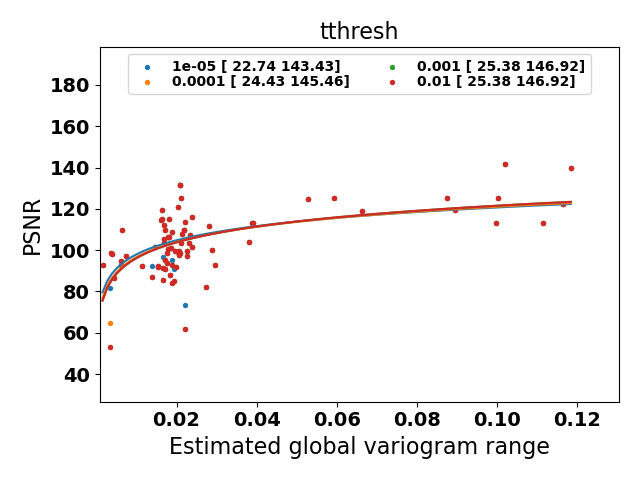 tthresh
1e-05 [ 22.74 143.43]
0.0001 [ 24.43 145.46]
0.001 [ 25.38 146.92]
0.01 [ 25.38 146.92]
PSNR
180
160
140
120
100
80
60
40
0.02 0.04 0.06 0.08 0.10 0.12
Estimated global variogram range